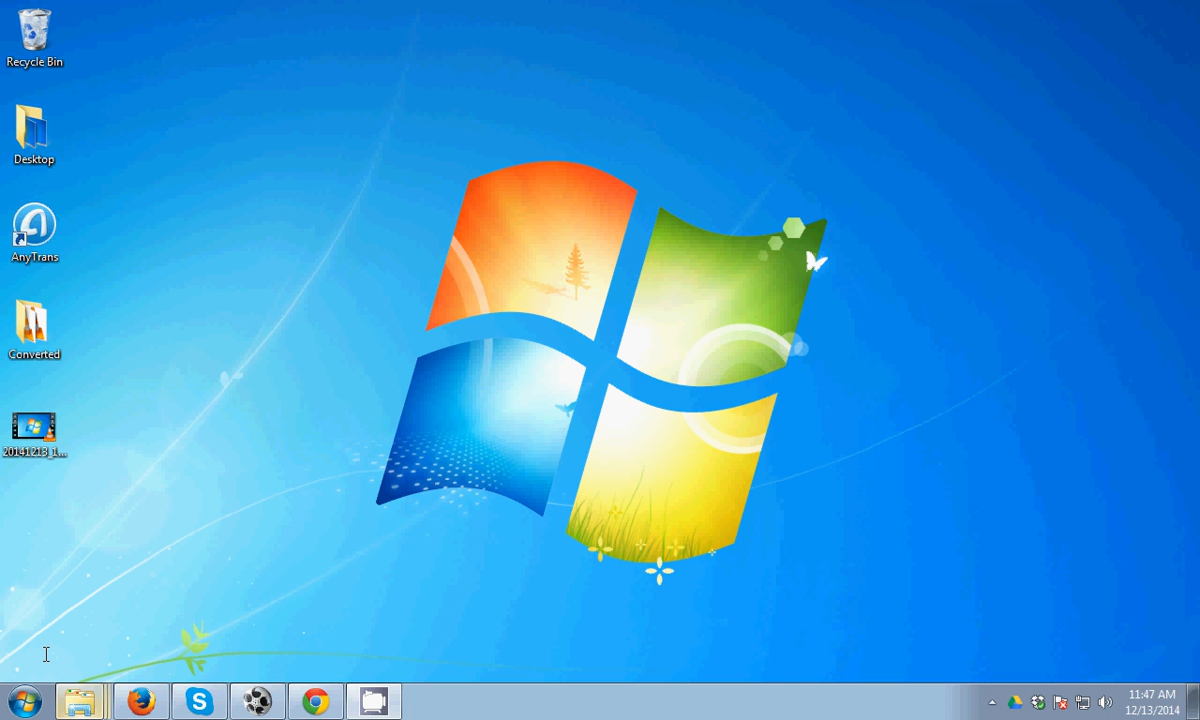 Recycle Bin
Desktop
AnyTrans
Converted
20141213_1...
11:47 AM
12/13/2014